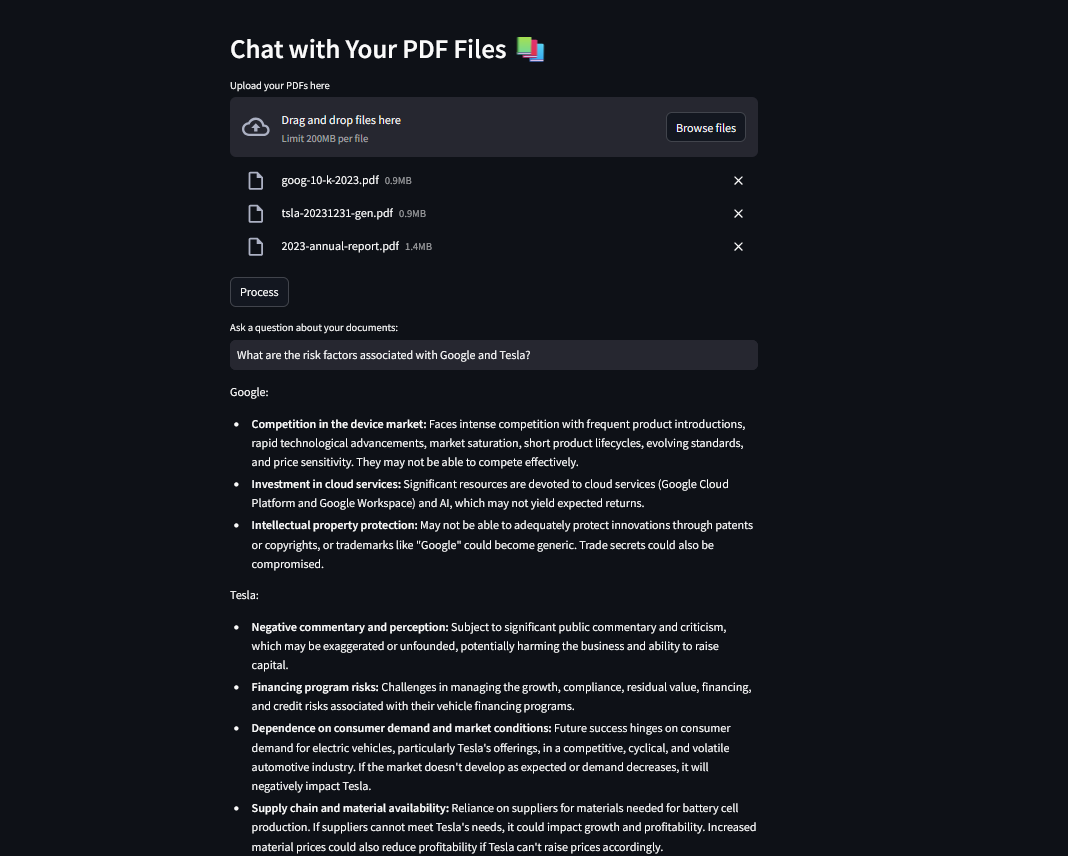 Chat with Your PDF Files
Upload your PDFs here
Drag and drop files here
Limit 200MB per file
Browse files
goog-10-k-2023.pdf 0.9MB
tsla-20231231-gen.pdf 0.9MB
2023-annual-report.pdf 1.4MB
Process
Ask a question about your documents:
What are the risk factors associated with Google and Tesla?
Google:
Competition in the device market: Faces intense competition with frequent product introductions,
rapid technological advancements, market saturation, short product lifecycles, evolving standards,
and price sensitivity. They may not be able to compete effectively.
Investment in cloud services: Significant resources are devoted to cloud services (Google Cloud
Platform and Google Workspace) and AI, which may not yield expected returns.
Intellectual property protection: May not be able to adequately protect innovations through patents
or copyrights, or trademarks like "Google" could become generic. Trade secrets could also be
compromised.
Tesla:
Negative commentary and perception: Subject to significant public commentary and criticism,
which may be exaggerated or unfounded, potentially harming the business and ability to raise
capital.
Financing program risks: Challenges in managing the growth, compliance, residual value, financing,
and credit risks associated with their vehicle financing programs.
Dependence on consumer demand and market conditions: Future success hinges on consumer
demand for electric vehicles, particularly Tesla's offerings, in a competitive, cyclical, and volatile
automotive industry. If the market doesn't develop as expected or demand decreases, it will
negatively impact Tesla.
Supply chain and material availability: Reliance on suppliers for materials needed for battery cell
production. If suppliers cannot meet Tesla's needs, it could impact growth and profitability. Increased
material prices could also reduce profitability if Tesla can't raise prices accordingly.